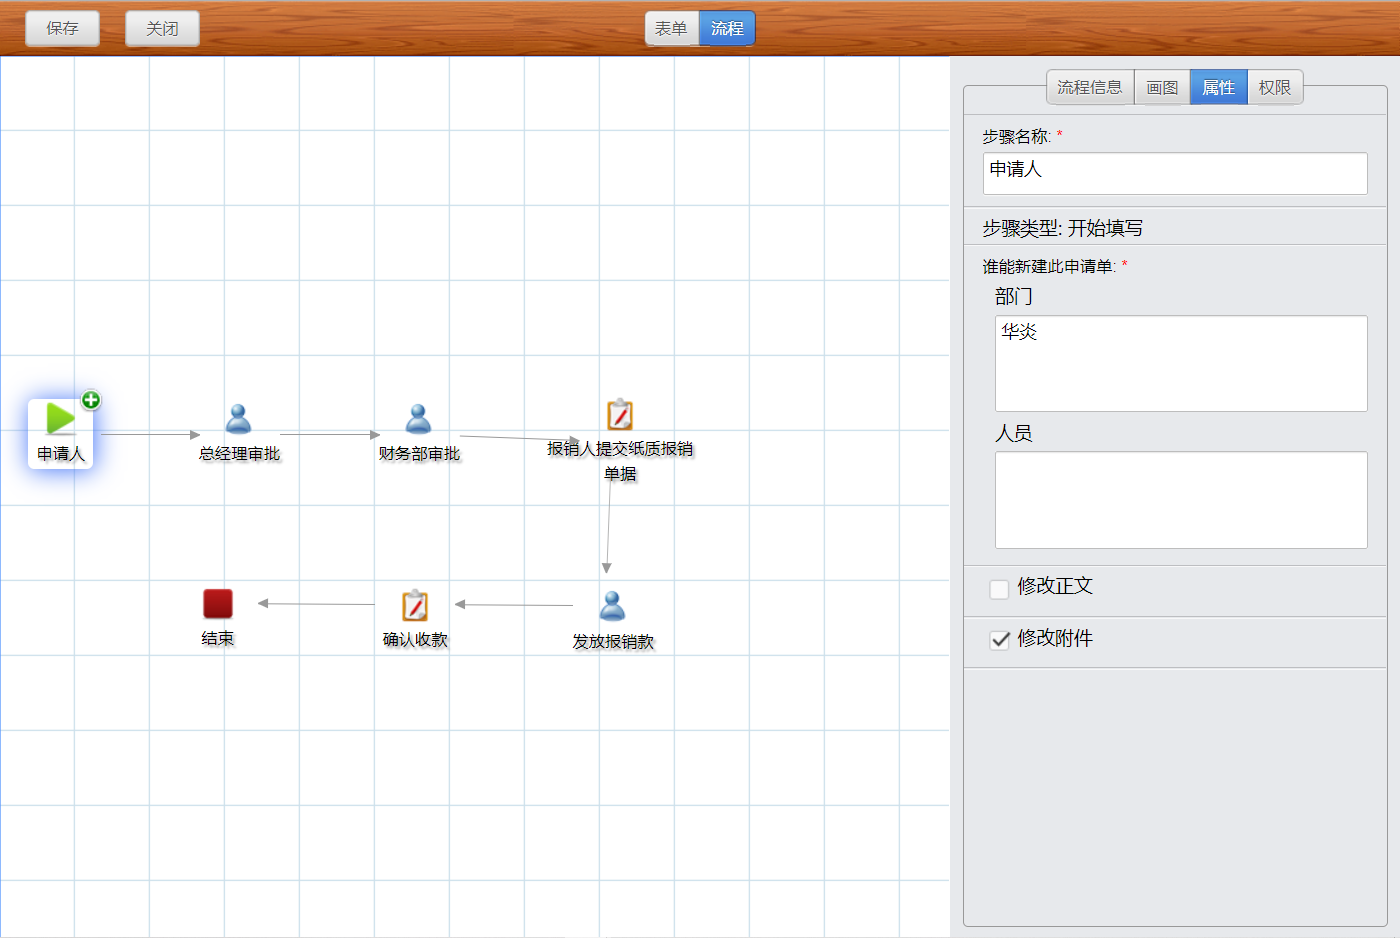 保存
关闭
表单
流程
流程信息
画图
属性
权限
步骤名称: *
申请人
步骤类型: 开始填写
谁能新建此申请单: *
部门
华炎
人员
修改正文
修改附件
申请人
总经理审批
财务部审批
报销人提交纸质报销
单据
结束
确认收款
发放报销款